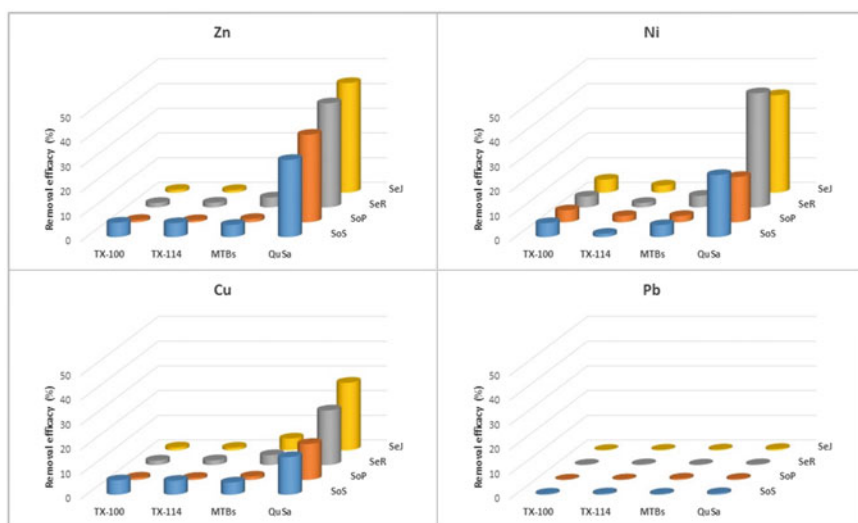 Zn
Removal efficacy (%)
50
40
30
20
10
0
TX-100
TX-114
MTBs
QuSa
SoS
SoP
SeR
SeJ
Ni
Removal efficacy (%)
50
40
30
20
10
0
TX-100
TX-114
MTBs
QuSa
SoS
SoP
SeR
SeJ
Cu
Removal efficacy (%)
50
40
30
20
10
0
TX-100
TX-114
MTBs
QuSa
SoS
SoP
SeR
SeJ
Pb
Removal efficacy (%)
50
40
30
20
10
0
TX-100
TX-114
MTBs
QuSa
SoS
SoP
SeR
SeJ